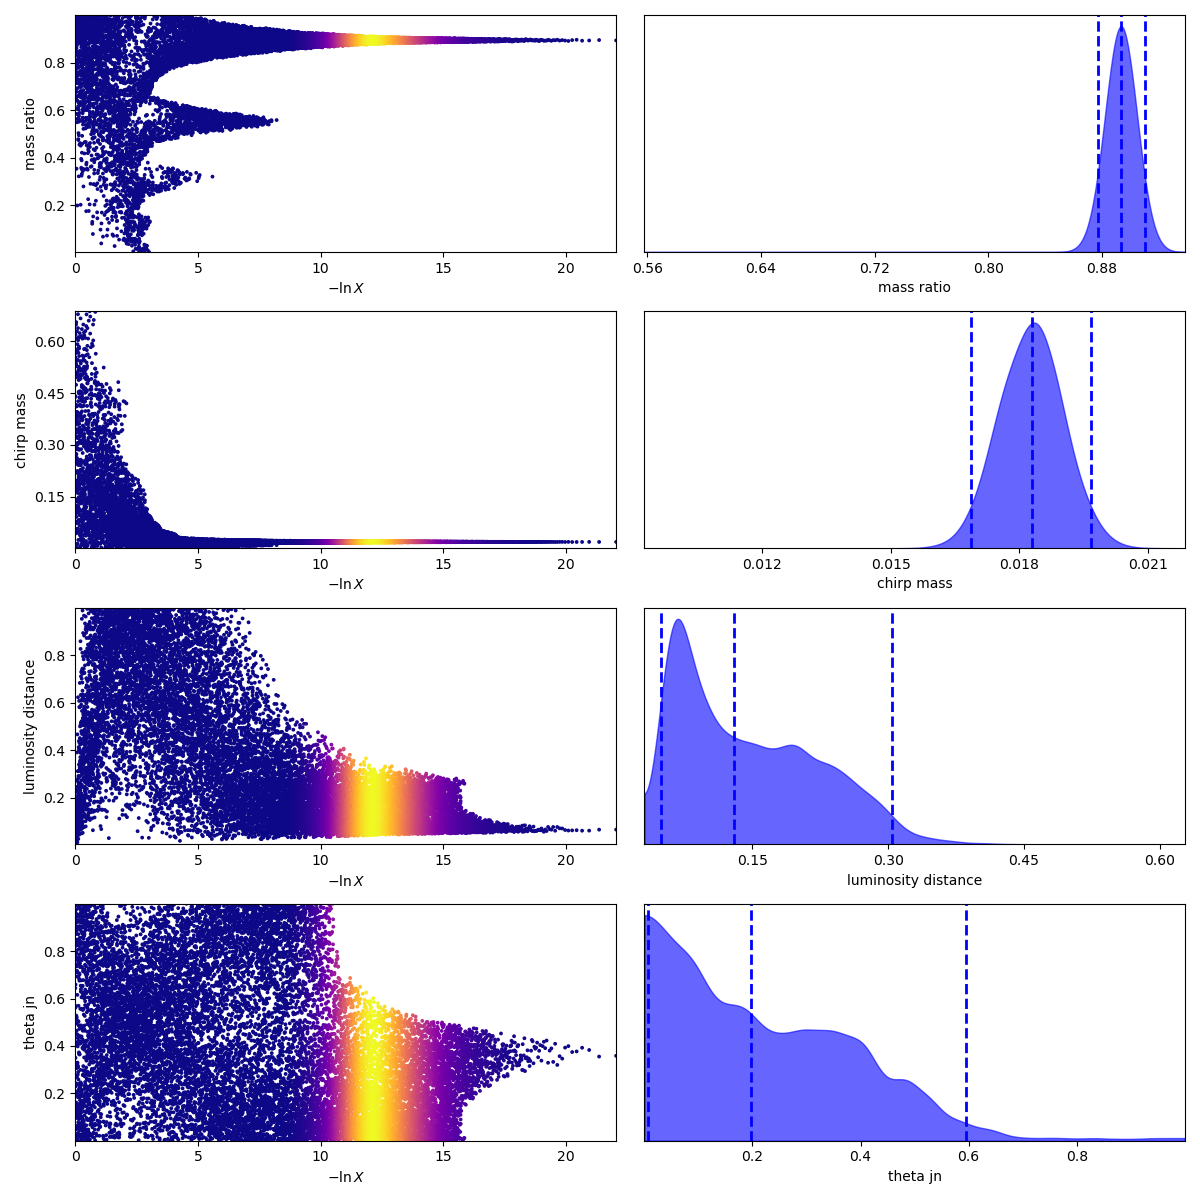 mass ratio
0.8
0.6
0.4
0.2
0 5 10 15 20
−ln X
0.56 0.64 0.72 0.80 0.88
mass ratio
chirp mass
0.60
0.45
0.30
0.15
0 5 10 15 20
−ln X
0.012 0.015 0.018 0.021
chirp mass
luminosity distance
0.8
0.6
0.4
0.2
0 5 10 15 20
−ln X
0.15 0.30 0.45 0.60
luminosity distance
theta jn
0.8
0.6
0.4
0.2
0 5 10 15 20
−ln X
0.2 0.4 0.6 0.8
theta jn